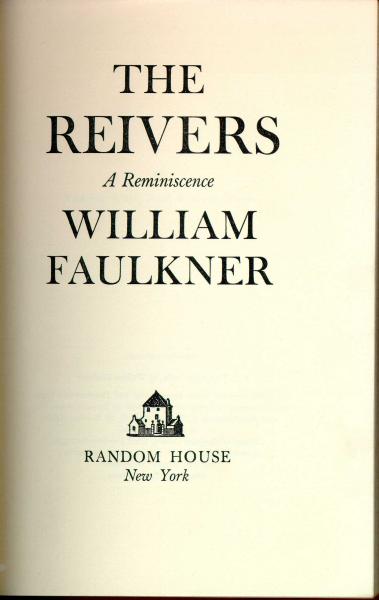 THE
REIVERS
A Reminiscence
WILLIAM
FAULKNER
RANDOM HOUSE
New York